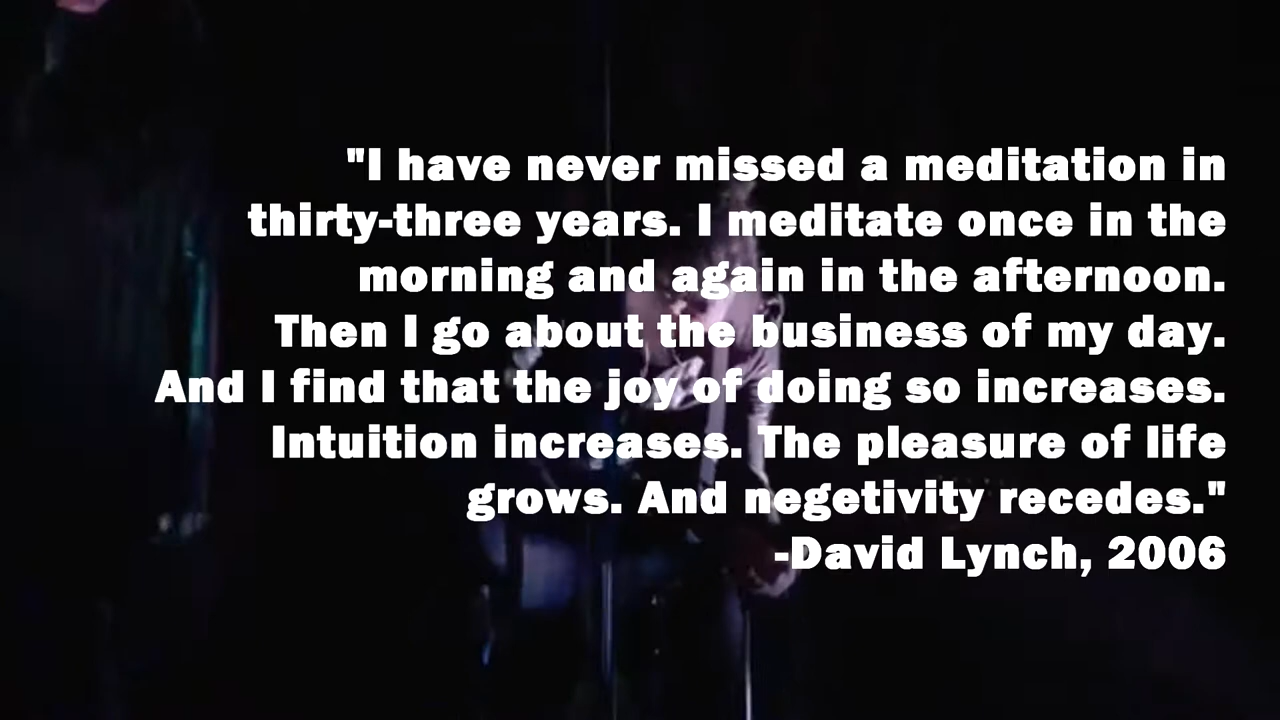 "I have never missed a meditation in
thirty-three years. I meditate once in the
morning and again in the afternoon.
Then I go about the business of my day.
And I find that the joy of doing so increases.
Intuition increases. The pleasure of life
grows. And negetivity recedes."
-David Lynch, 2006